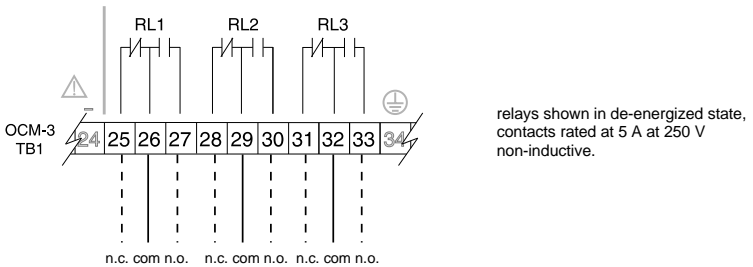 RL1 RL2 RL3
OCM-3
TB1
24 25 26 27 28 29 30 31 32 33 34
n.c. com n.o. n.c. com n.o. n.c. com n.o.
relays shown in de-energized state,
contacts rated at 5 A at 250 V
non-inductive.